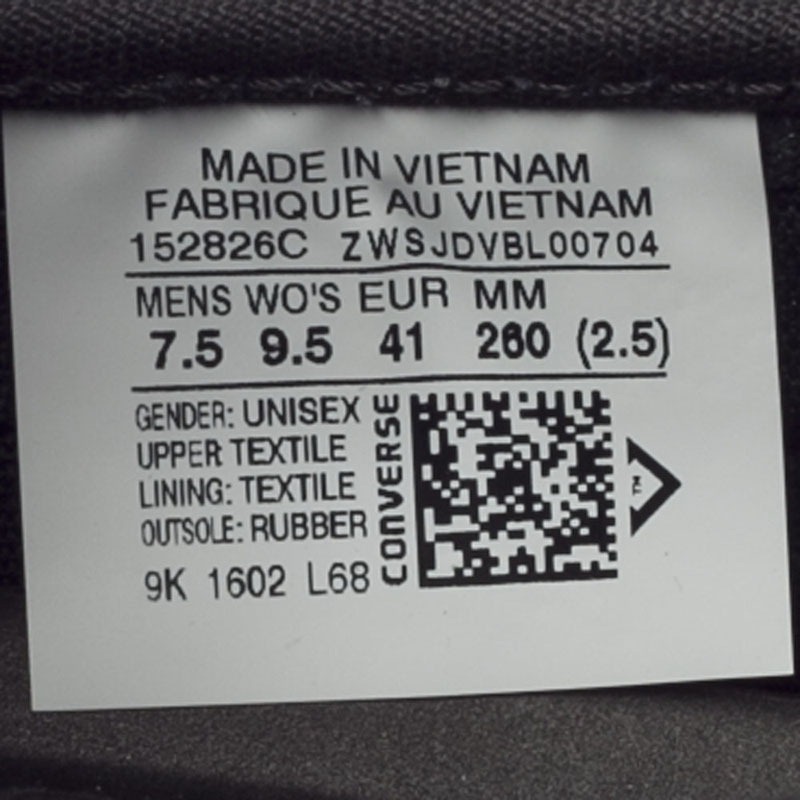 MADE IN VIETNAM
FABRIQUE AU VIETNAM
152826C ZWSJDVBL00704
MENS WO'S EUR MM
7.5 9.5 41 260 (2.5)
GENDER: UNISEX
UPPER TEXTILE
LINING: TEXTILE
OUTSOLE: RUBBER
9K 1602 L68
CONVERSE
TM